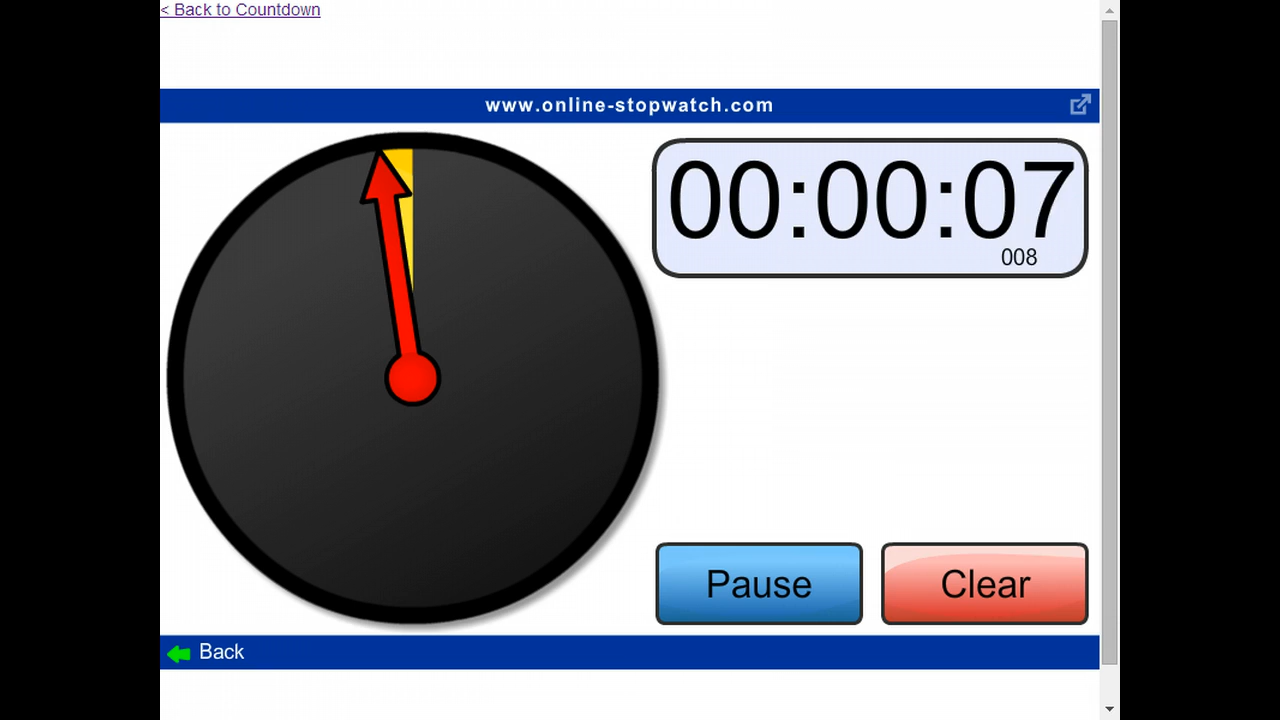 < Back to Countdown
www.online-stopwatch.com
00:00:07
008
Pause
Clear
Back